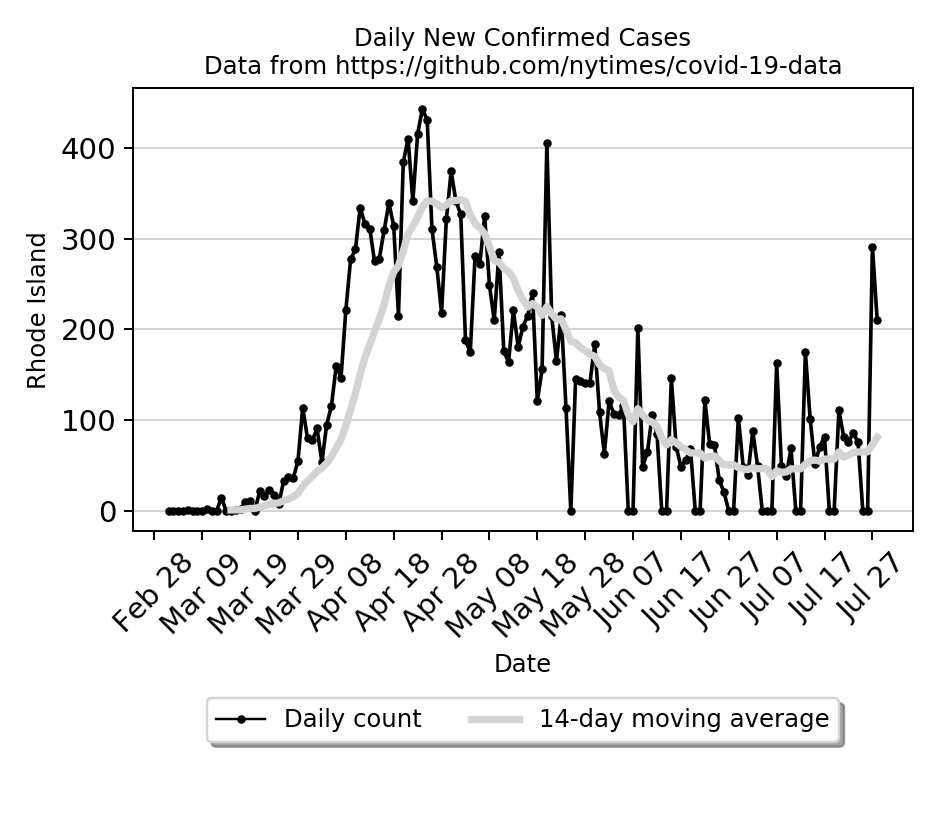 Daily New Confirmed Cases
Data from https://github.com/nytimes/covid-19-data
Rhode Island
400
300
200
100
0
Feb 28
Mar 09
Mar 19
Mar 29
Apr 08
Apr 18
Apr 28
May 08
May 18
May 28
Jun 07
Jun 17
Jun 27
Jul 07
Jul 17
Jul 27
Date
Daily count 14-day moving average